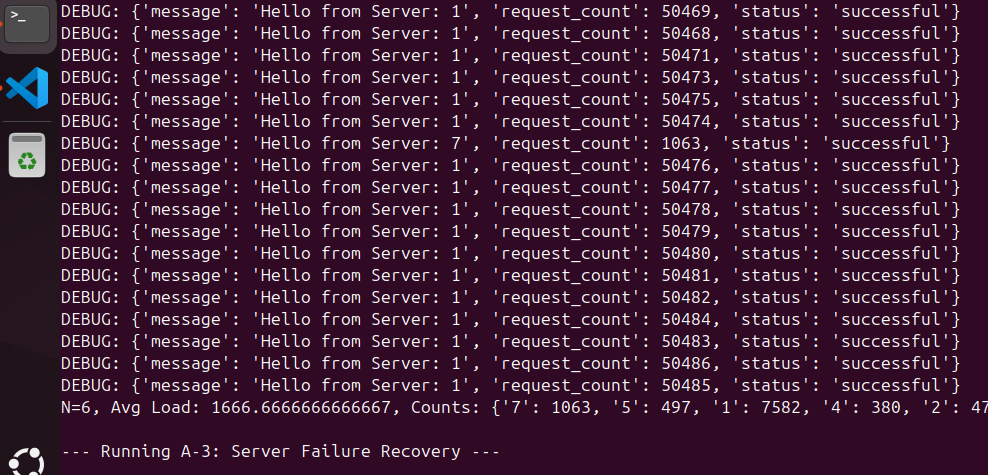 DEBUG: {'message': 'Hello from Server: 1', 'request_count': 50469, 'status': 'successful'}
DEBUG: {'message': 'Hello from Server: 1', 'request_count': 50468, 'status': 'successful'}
DEBUG: {'message': 'Hello from Server: 1', 'request_count': 50471, 'status': 'successful'}
DEBUG: {'message': 'Hello from Server: 1', 'request_count': 50473, 'status': 'successful'}
DEBUG: {'message': 'Hello from Server: 1', 'request_count': 50475, 'status': 'successful'}
DEBUG: {'message': 'Hello from Server: 1', 'request_count': 50474, 'status': 'successful'}
DEBUG: {'message': 'Hello from Server: 7', 'request_count': 1063, 'status': 'successful'}
DEBUG: {'message': 'Hello from Server: 1', 'request_count': 50476, 'status': 'successful'}
DEBUG: {'message': 'Hello from Server: 1', 'request_count': 50477, 'status': 'successful'}
DEBUG: {'message': 'Hello from Server: 1', 'request_count': 50478, 'status': 'successful'}
DEBUG: {'message': 'Hello from Server: 1', 'request_count': 50479, 'status': 'successful'}
DEBUG: {'message': 'Hello from Server: 1', 'request_count': 50480, 'status': 'successful'}
DEBUG: {'message': 'Hello from Server: 1', 'request_count': 50481, 'status': 'successful'}
DEBUG: {'message': 'Hello from Server: 1', 'request_count': 50482, 'status': 'successful'}
DEBUG: {'message': 'Hello from Server: 1', 'request_count': 50484, 'status': 'successful'}
DEBUG: {'message': 'Hello from Server: 1', 'request_count': 50483, 'status': 'successful'}
DEBUG: {'message': 'Hello from Server: 1', 'request_count': 50486, 'status': 'successful'}
DEBUG: {'message': 'Hello from Server: 1', 'request_count': 50485, 'status': 'successful'}
N=6, Avg Load: 1666.6666666666667, Counts: {'7': 1063, '5': 497, '1': 7582, '4': 380, '2': 47
--- Running A-3: Server Failure Recovery ---